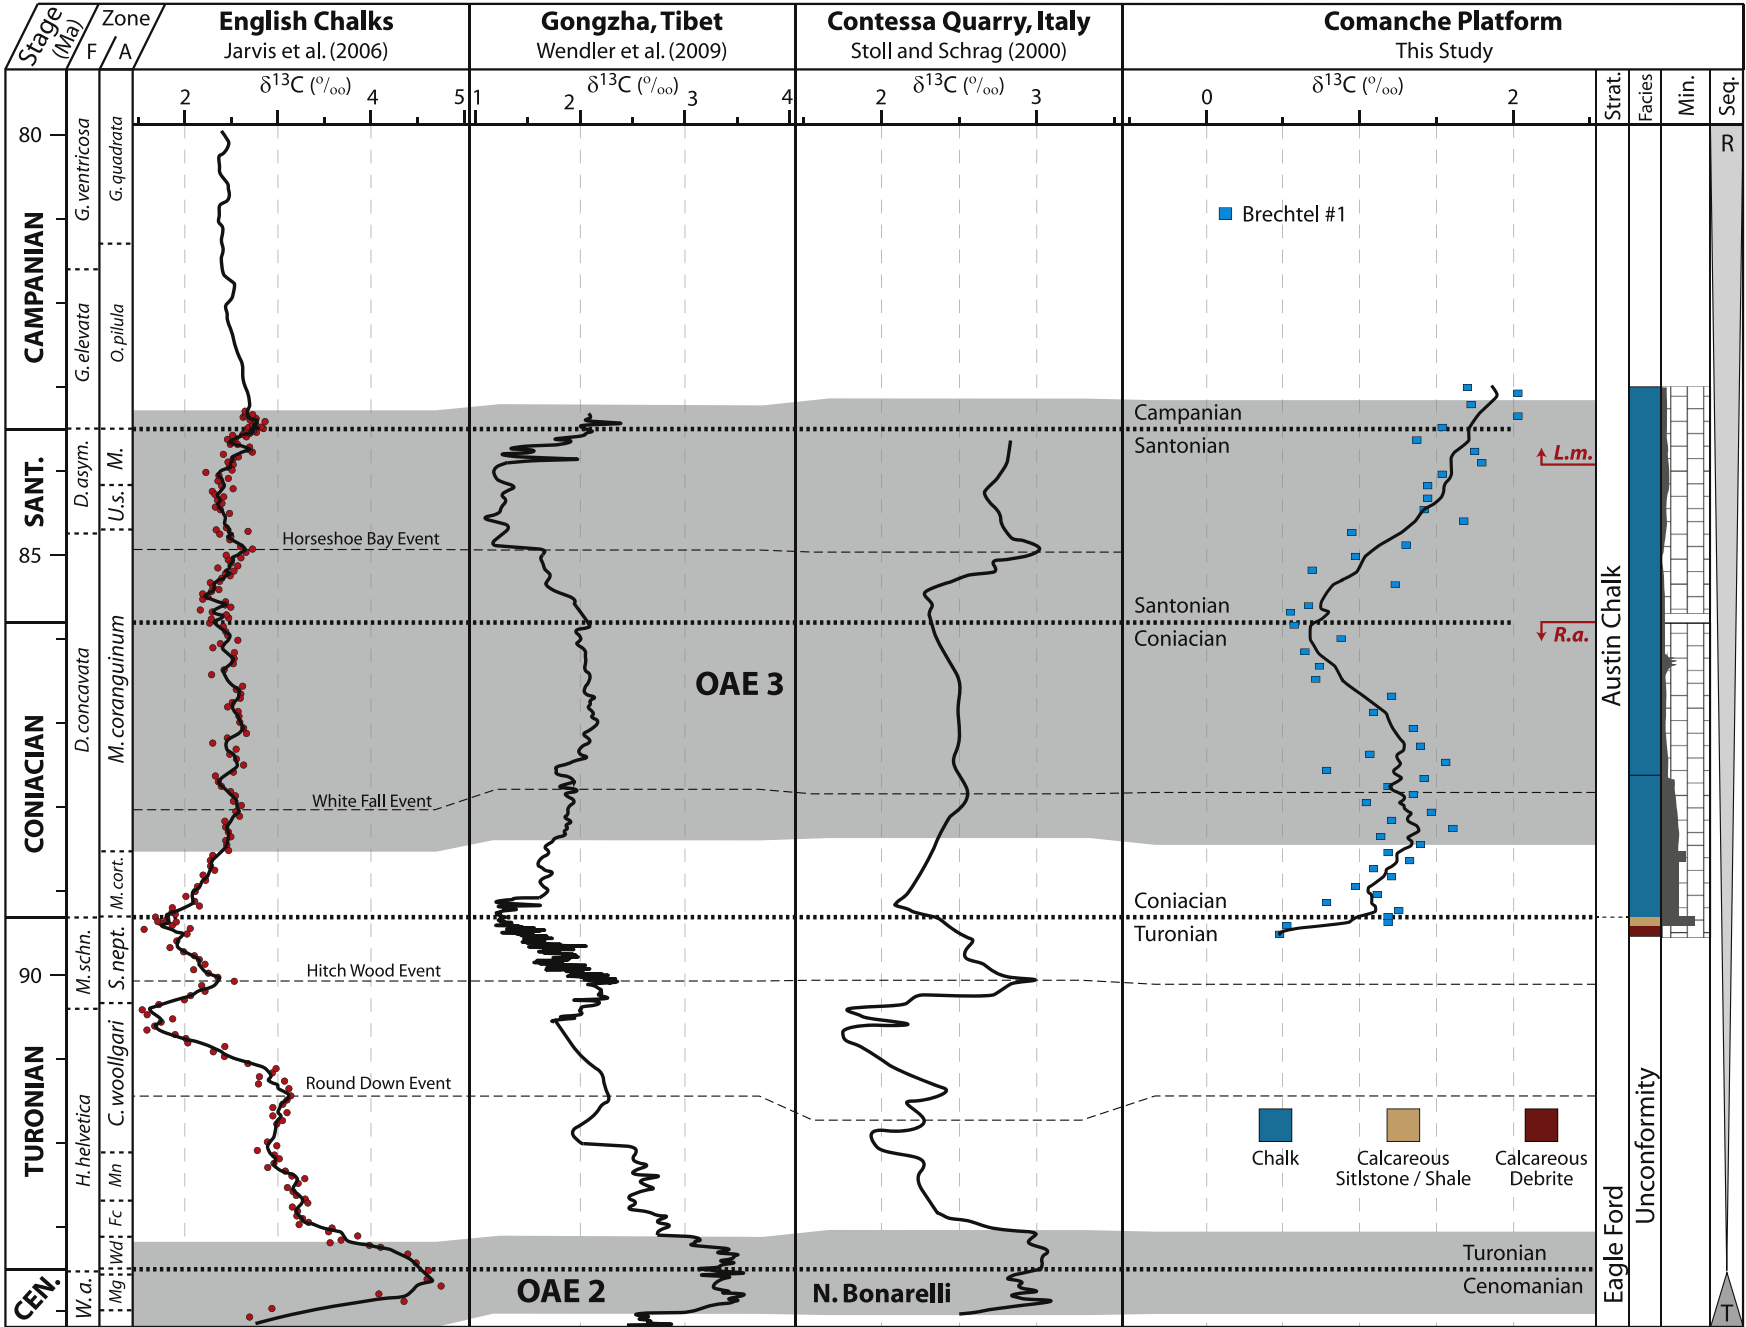 Stage
(Ma)
Zone
F
A
English Chalks
Jarvis et al. (2006)
Gongzha, Tibet
Wendler et al. (2009)
Contessa Quarry, Italy
Stoll and Schrag (2000)
Comanche Platform
This Study
δ13C (o/oo)
2
4
5
δ13C (o/oo)
1
2
3
4
δ13C (o/oo)
2
3
δ13C (o/oo)
0
2
Strat.
Facies
Min.
Seq.
80
85
90
CAMPANIAN
SANT.
CONIACIAN
TURONIAN
CEN.
G.ventricosa
G.elevata
D.asym.
D.concavata
M.schn.
H.helvetica
W.a.
G.quadrata
O.pilula
M.
U.s.
M.coranguinum
M.cort.
S.nept.
C.woollgari
Mn
Fc
Wd
Mg
Brechtel #1
R
Campanian
Santonian
L.m.
Horseshoe Bay Event
Santonian
Coniacian
R.a.
OAE 3
White Fall Event
Coniacian
Turonian
Hitch Wood Event
Round Down Event
Chalk
Calcareous
Sitlstone / Shale
Calcareous
Debrite
Turonian
Cenomanian
OAE 2
N. Bonarelli
Austin Chalk
Eagle Ford
Unconformity
T